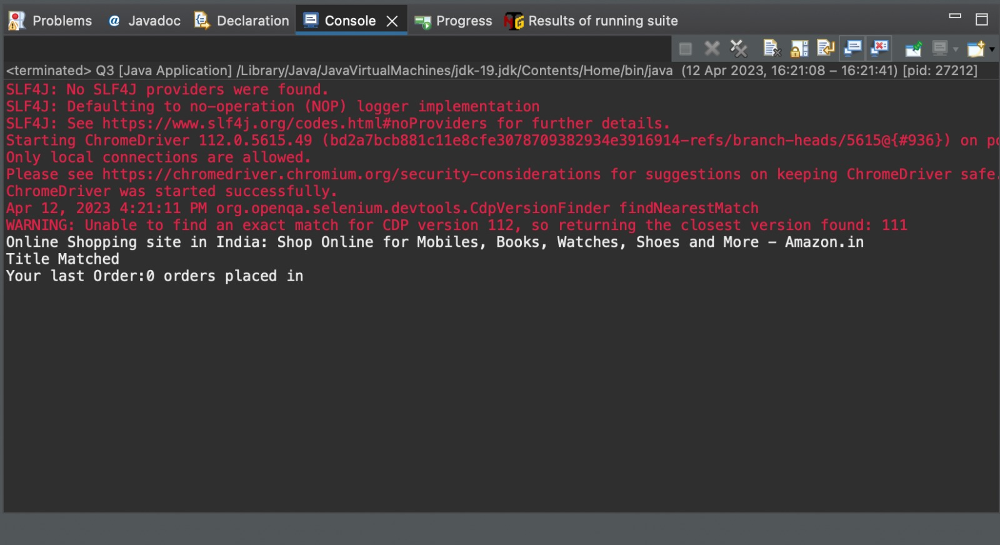 Problems @ Javadoc Declaration Console Progress Results of running suite
<terminated> Q3 [Java Application] /Library/Java/JavaVirtualMachines/jdk-19.jdk/Contents/Home/bin/java (12 Apr 2023, 16:21:08 – 16:21:41) [pid: 27212]
SLF4J: No SLF4J providers were found.
SLF4J: Defaulting to no-operation (NOP) logger implementation
SLF4J: See https://www.slf4j.org/codes.html#noProviders for further details.
Starting ChromeDriver 112.0.5615.49 (bd2a7bcb881c11e8cfe3078709382934e3916914-refs/branch-heads/5615@{#936}) on
Only local connections are allowed.
Please see https://chromedriver.chromium.org/security-considerations for suggestions on keeping ChromeDriver safe.
ChromeDriver was started successfully.
Apr 12, 2023 4:21:11 PM org.openqa.selenium.devtools.CdpVersionFinder findNearestMatch
WARNING: Unable to find an exact match for CDP version 112, so returning the closest version found: 111
Online Shopping site in India: Shop Online for Mobiles, Books, Watches, Shoes and More – Amazon.in
Title Matched
Your last Order:0 orders placed in